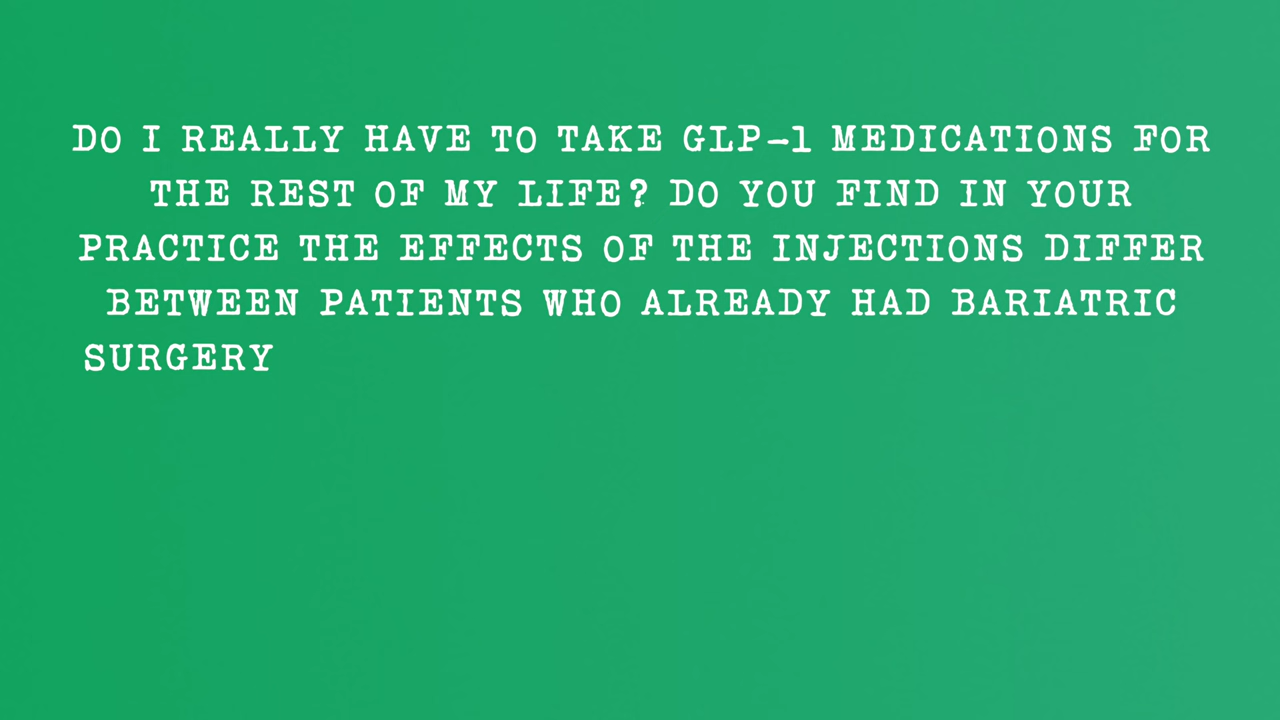 DO I REALLY HAVE TO TAKE GLP-1 MEDICATIONS FOR
THE REST OF MY LIFE? DO YOU FIND IN YOUR
PRACTICE THE EFFECTS OF THE INJECTIONS DIFFER
BETWEEN PATIENTS WHO ALREADY HAD BARIATRIC
SURGERY